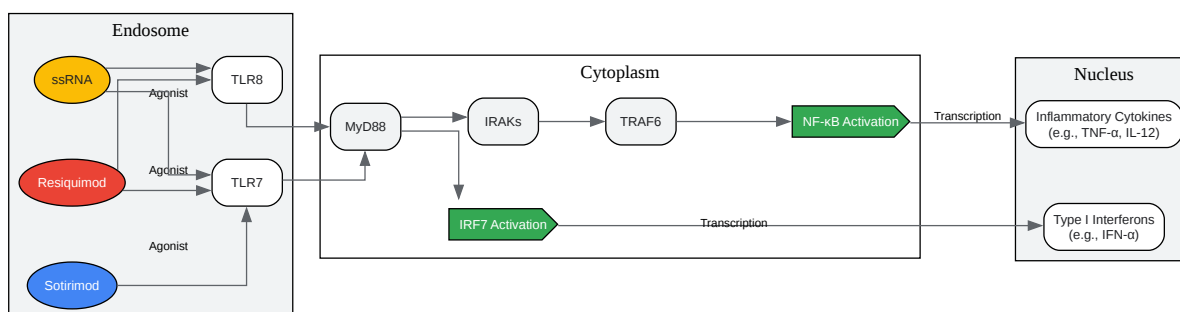 Endosome
ssRNA
TLR8
Agonist
Agonist
Resiquimod
TLR7
Agonist
Sotirimod
Cytoplasm
MyD88
IRAKs
TRAF6
NF-κB Activation
IRF7 Activation
Transcription
Transcription
Nucleus
Inflammatory Cytokines
(e.g., TNF-α, IL-12)
Type I Interferons
(e.g., IFN-α)